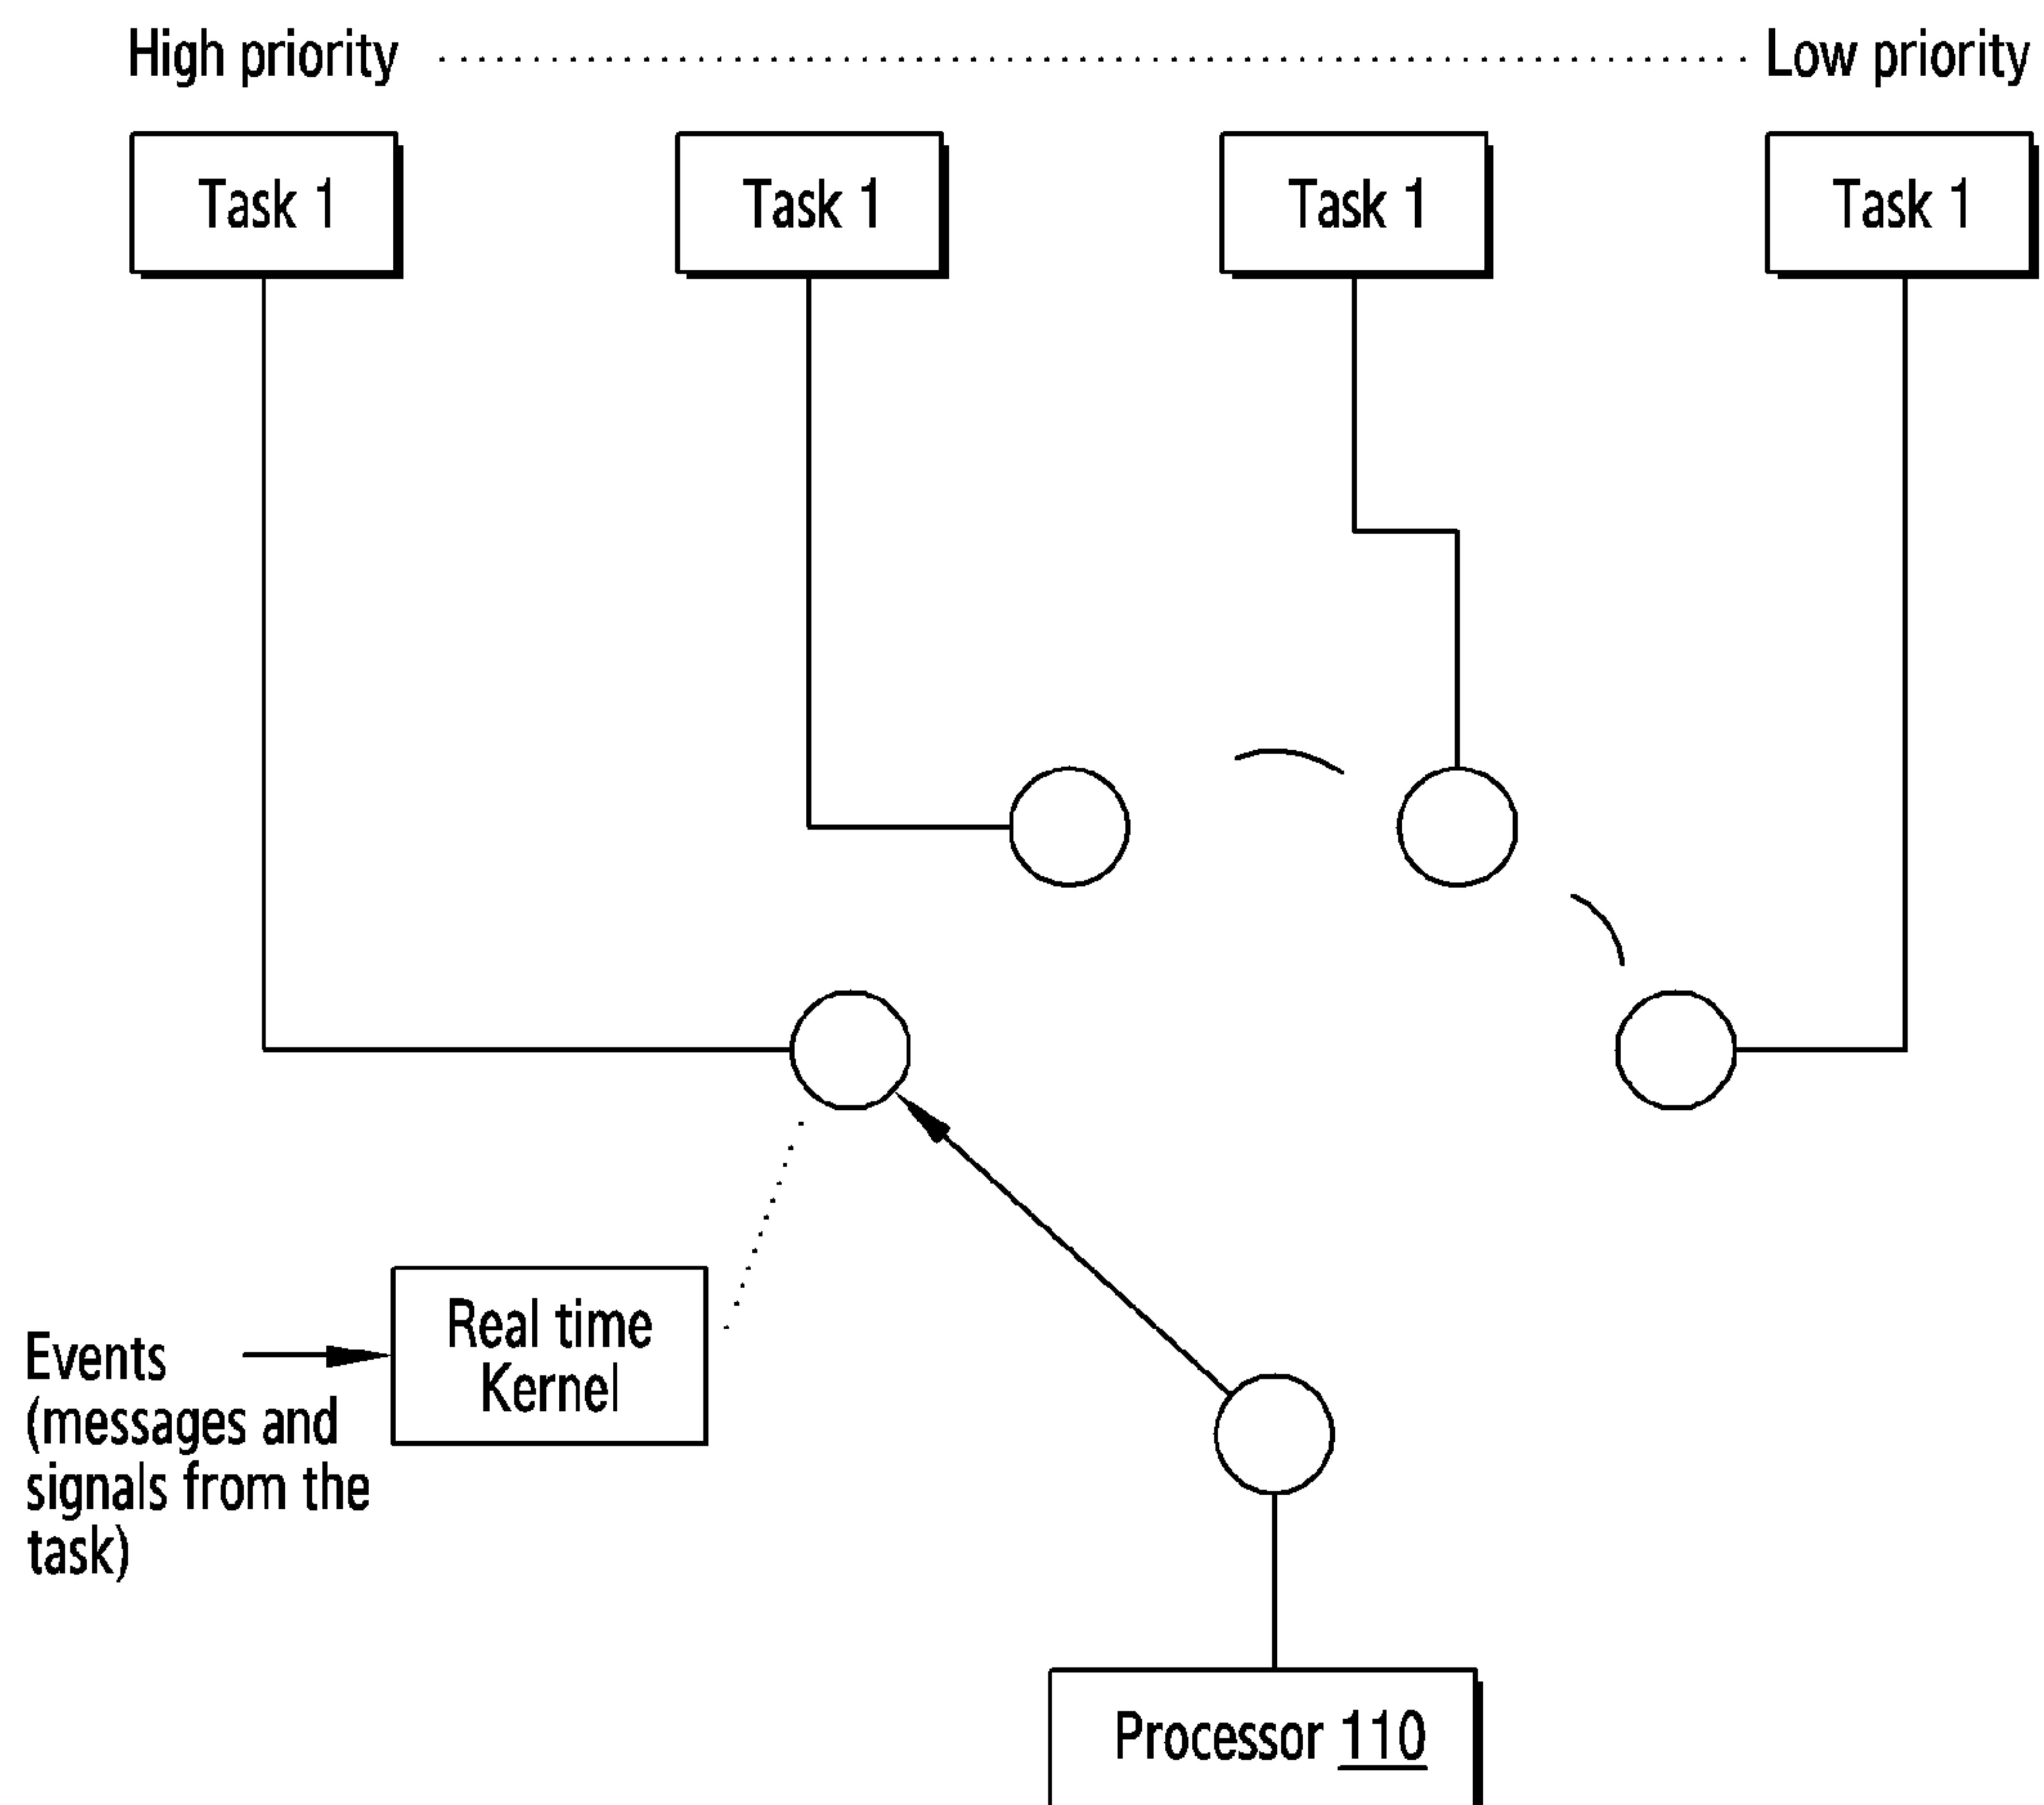 High priority
Low priority
Task 1
Task 1
Task 1
Task 1
Real time
Kernel
Events
(messages and
signals from the
task)
Processor 110